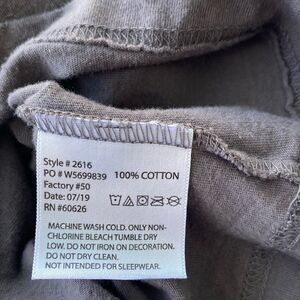 Style # 2616
PO # W5699839 100% COTTON
Factory #50
Date: 07/19
RN #60626
MACHINE WASH COLD. ONLY NON-
CHLORINE BLEACH TUMBLE DRY
LOW. DO NOT IRON ON DECORATION.
DO NOT DRY CLEAN.
NOT INTENDED FOR SLEEPWEAR.